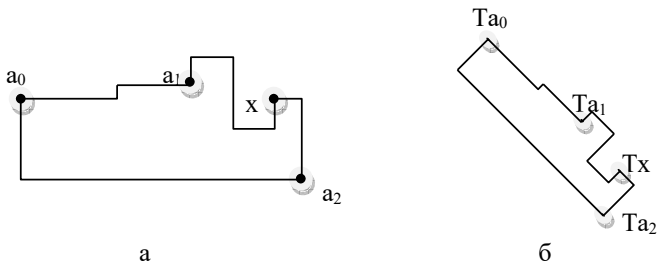 a₀
a₁
x
a₂
а
Ta₀
Ta₁
Tx
Ta₂
б